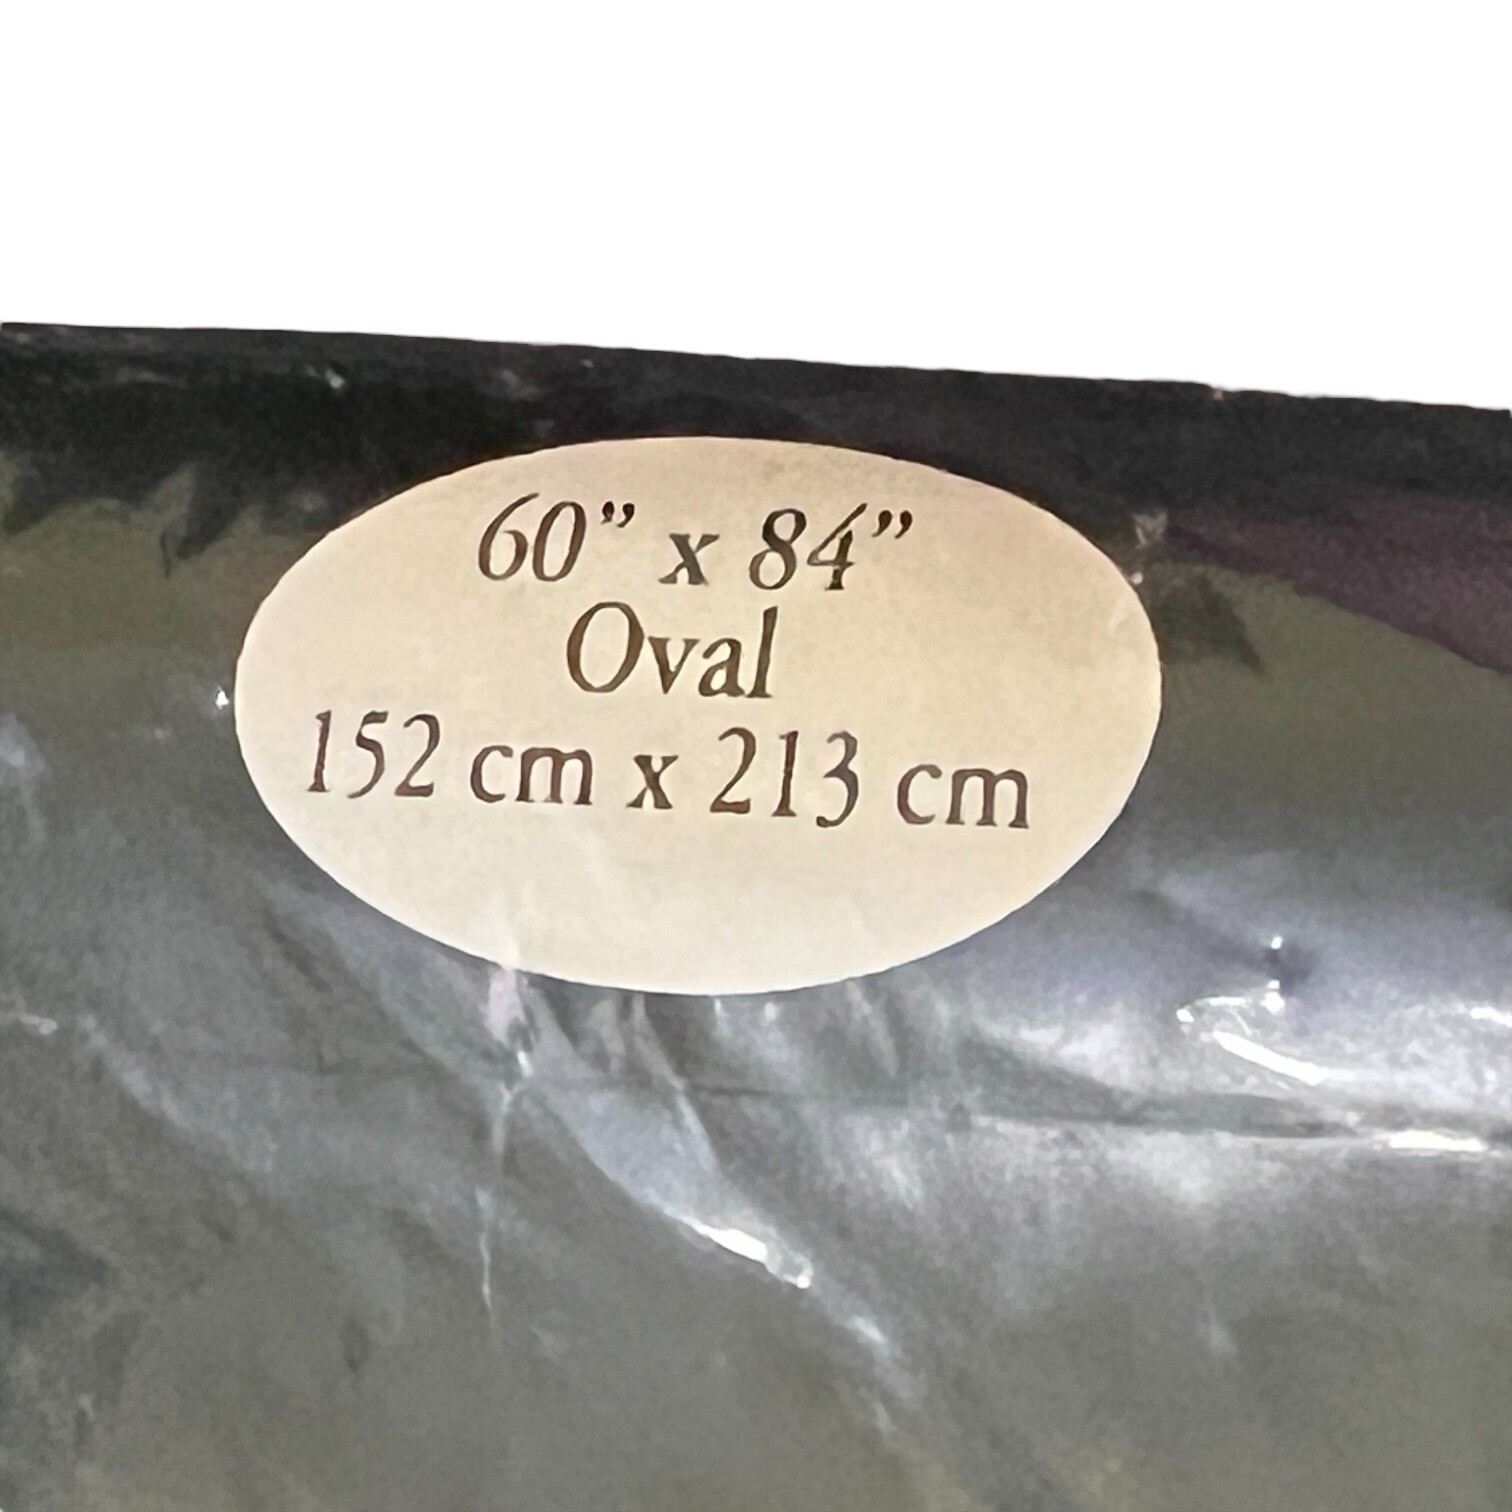 60” x 84”
Oval
152 cm x 213 cm